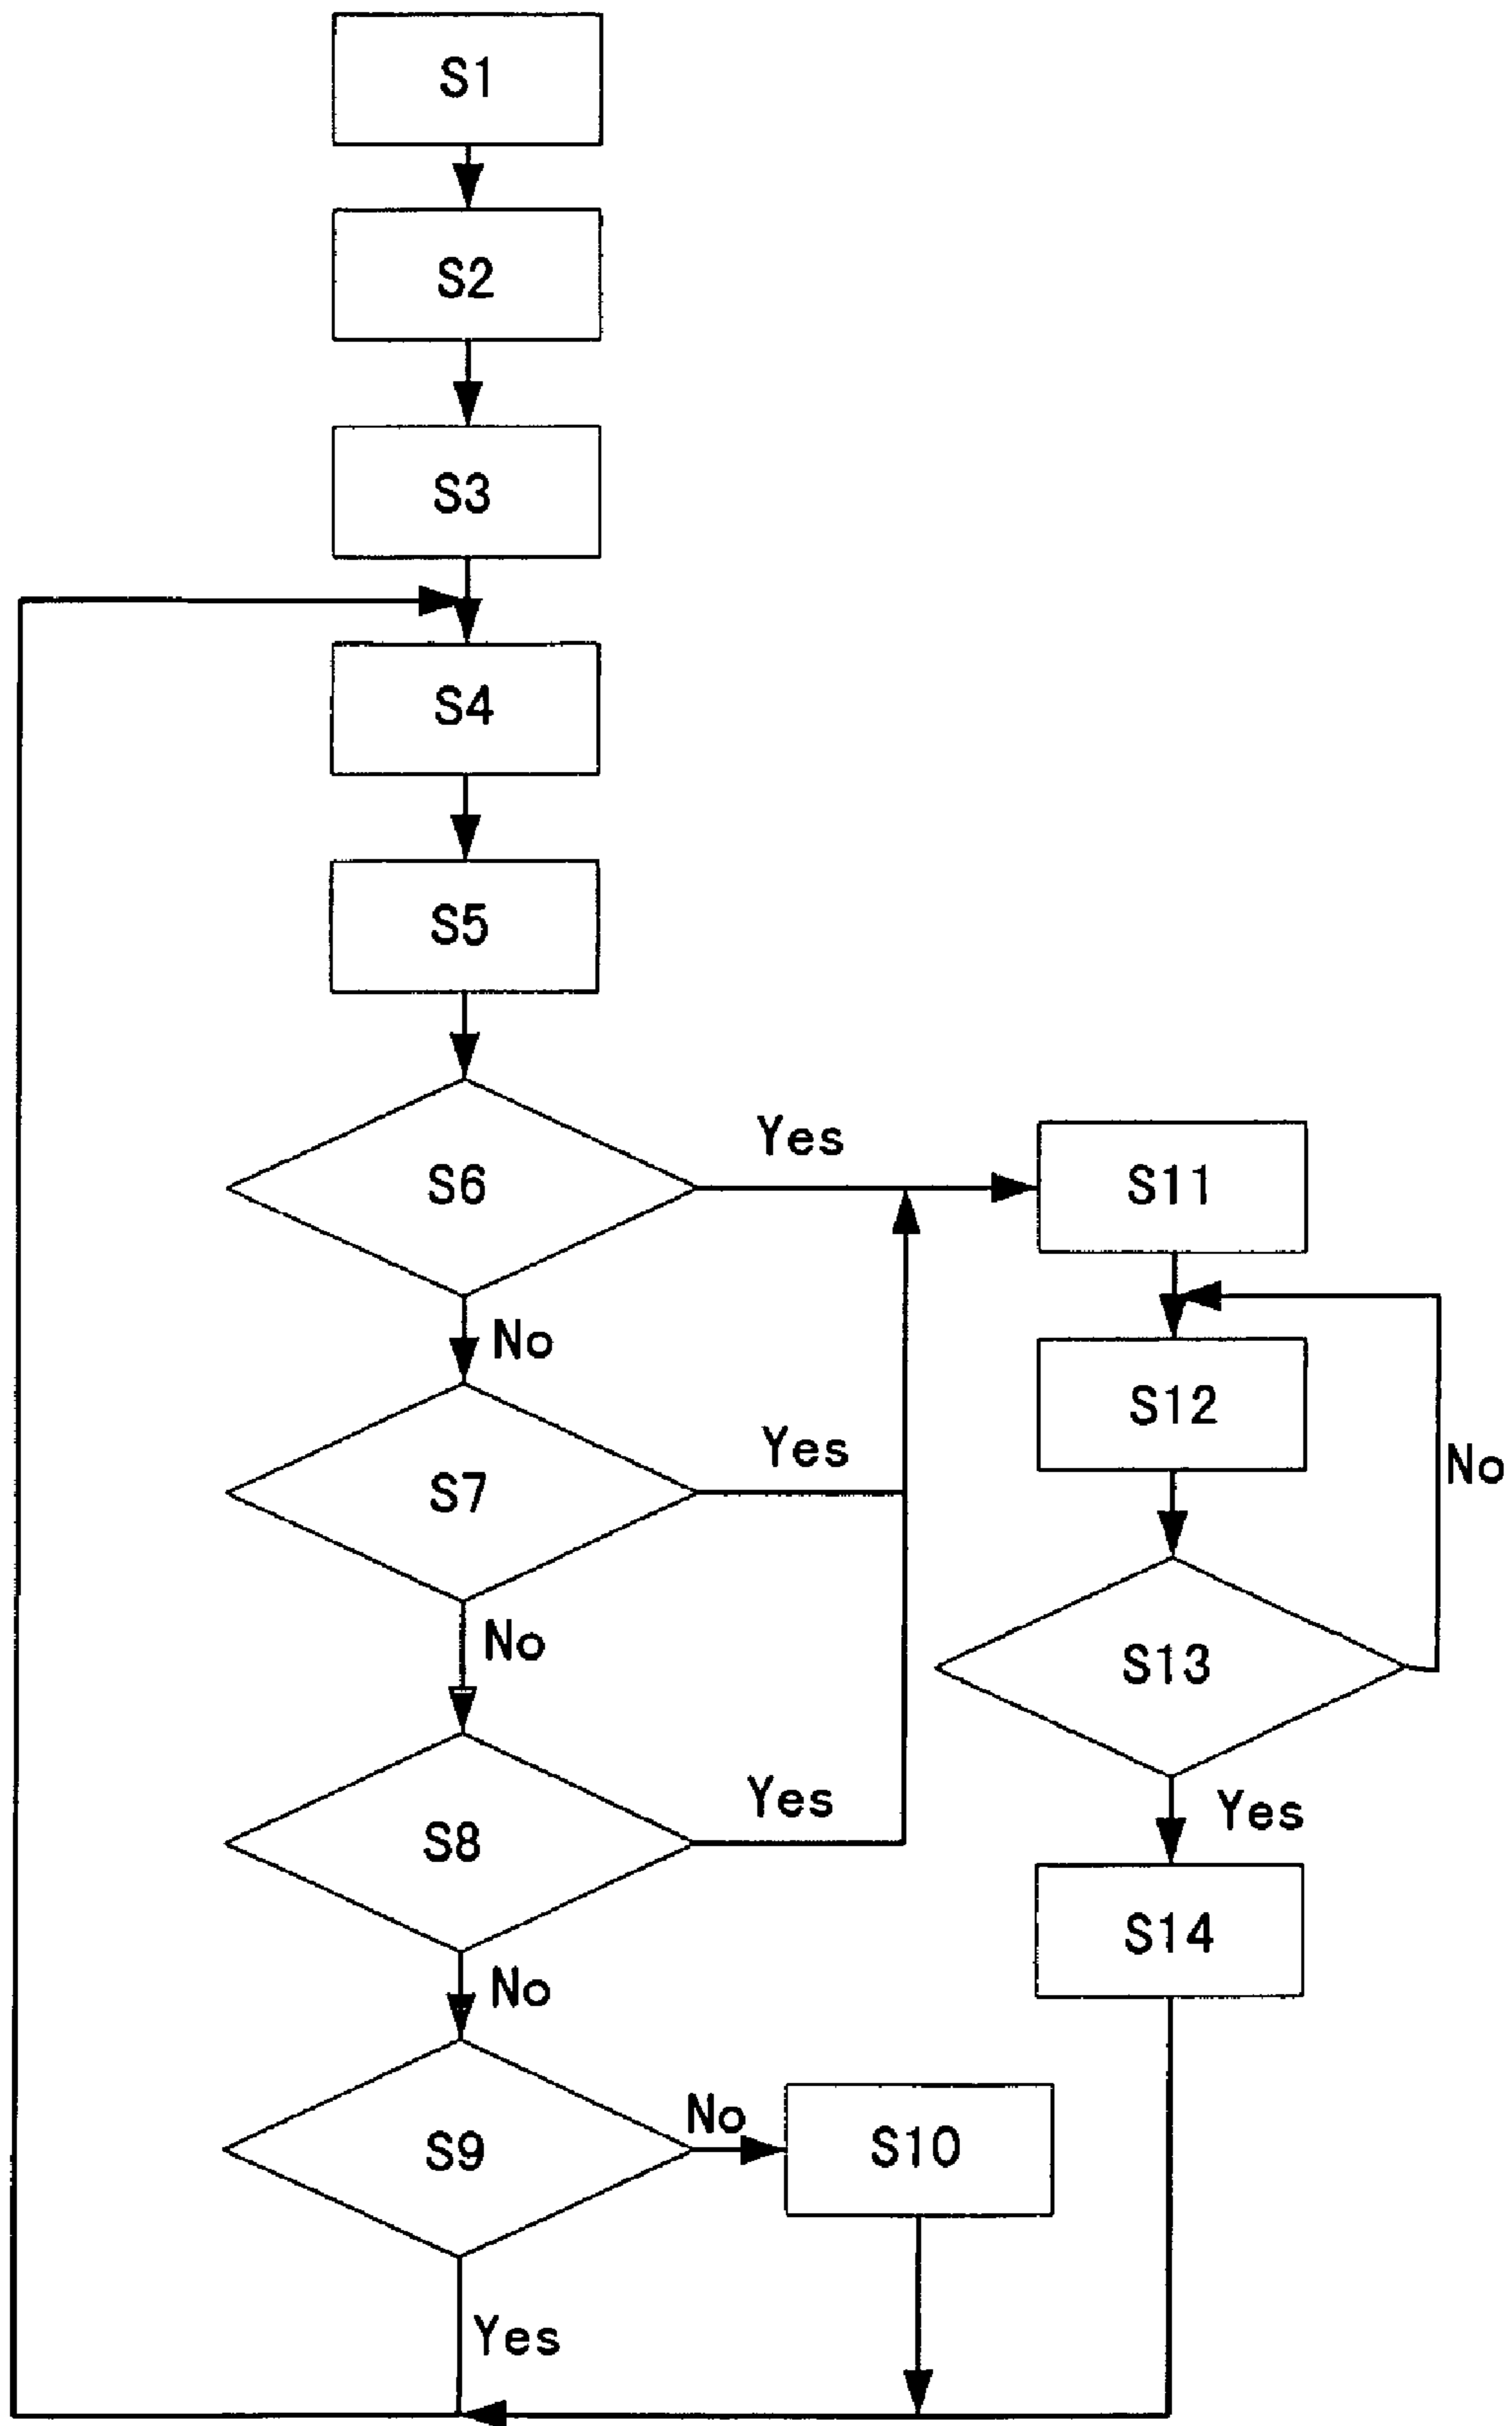 S1
S2
S3
S4
S5
S6
Yes
S11
No
S12
S7
Yes
No
No
S13
S8
Yes
Yes
S14
No
S9
No
S10
Yes